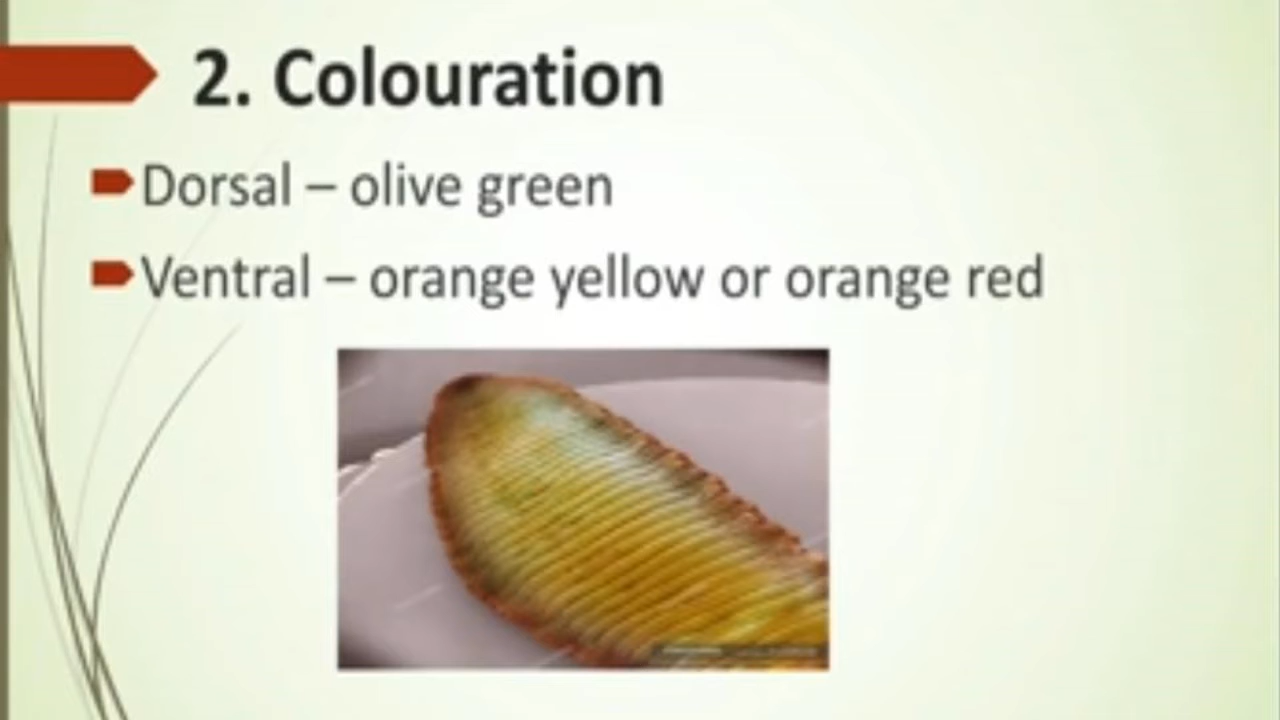 2. Colouration
Dorsal – olive green
Ventral – orange yellow or orange red